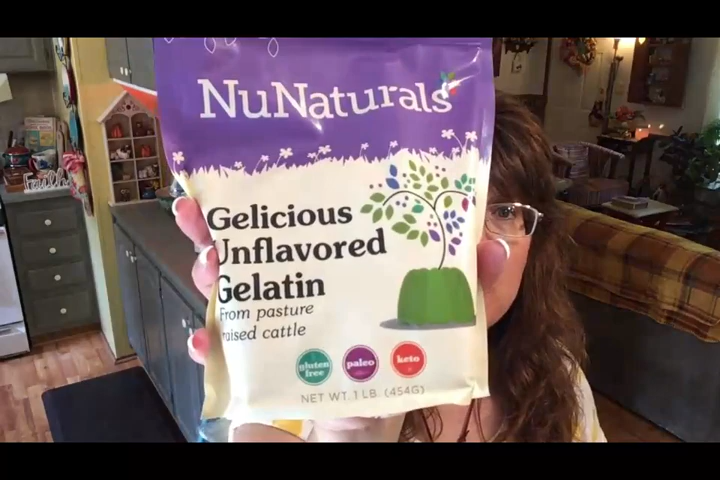 NuNaturals
Gelicious
Unflavored
Gelatin
From pasture
raised cattle
gluten free
paleo
keto
NET WT. 1 LB. (454G)